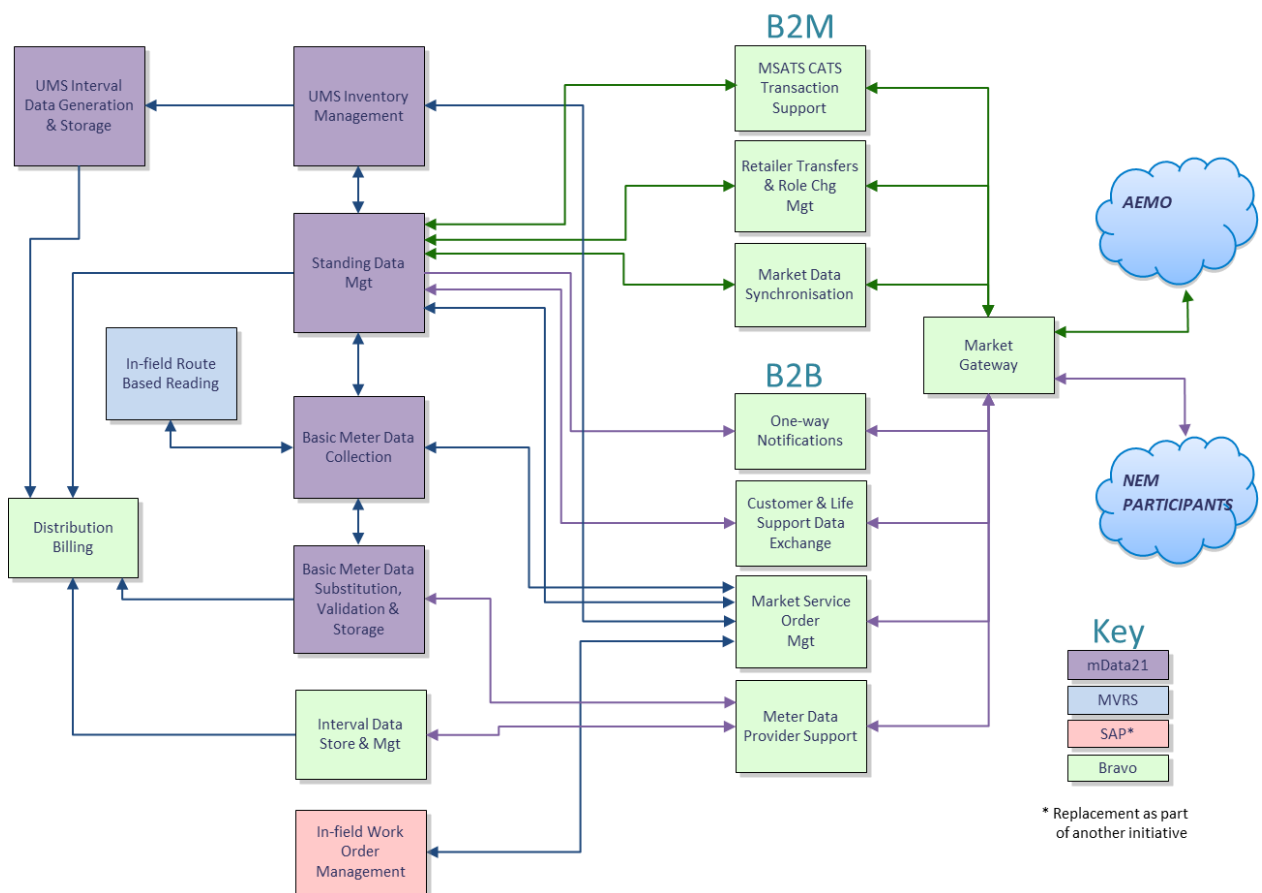 B2M
UMS Interval
Data Generation
& Storage
UMS Inventory
Management
MSATS CATS
Transaction
Support
Retailer Transfers
& Role Chg
Mgt
AEMO
Standing Data
Mgt
Market Data
Synchronisation
In-field Route
Based Reading
Market
Gateway
B2B
Basic Meter Data
Collection
One-way
Notifications
NEM
PARTICIPANTS
Distribution
Billing
Customer & Life
Support Data
Exchange
Basic Meter Data
Substitution,
Validation &
Storage
Market Service
Order
Mgt
Key
mData21
MVRS
SAP*
Bravo
Interval Data
Store & Mgt
Meter Data
Provider Support
* Replacement as part
of another initiative
In-field Work
Order
Management